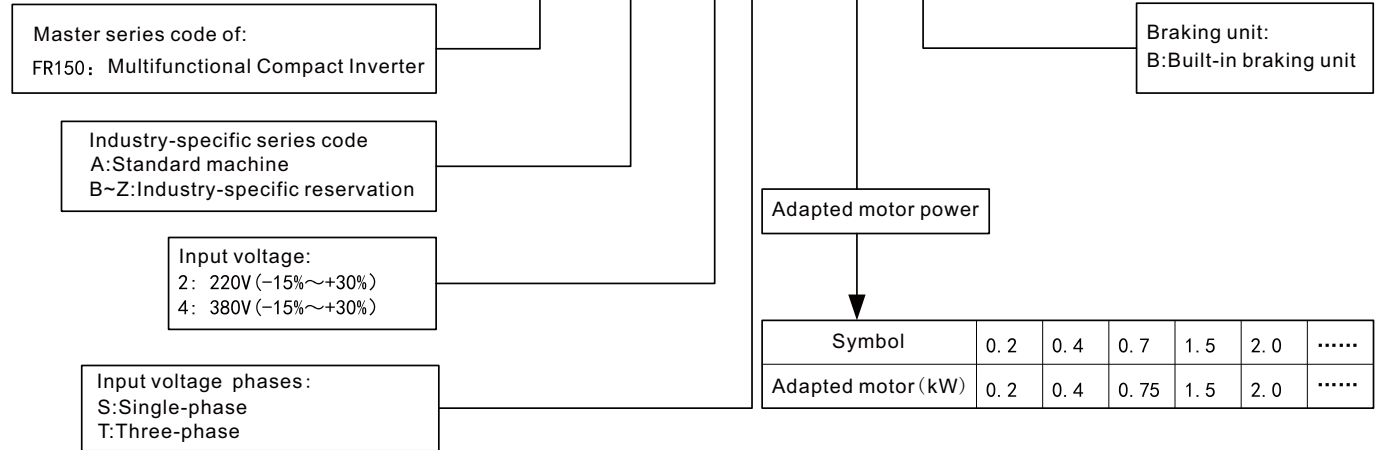 Master series code of:
FR150: Multifunctional Compact Inverter
Braking unit:
B:Built-in braking unit
Industry-specific series code
A:Standard machine
B~Z:Industry-specific reservation
Adapted motor power
Input voltage:
2: 220V(-15%～+30%)
4: 380V(-15%～+30%)
Symbol 0.2 0.4 0.7 1.5 2.0 ······
Adapted motor(kW) 0.2 0.4 0.75 1.5 2.0 ······
Input voltage phases:
S:Single-phase
T:Three-phase